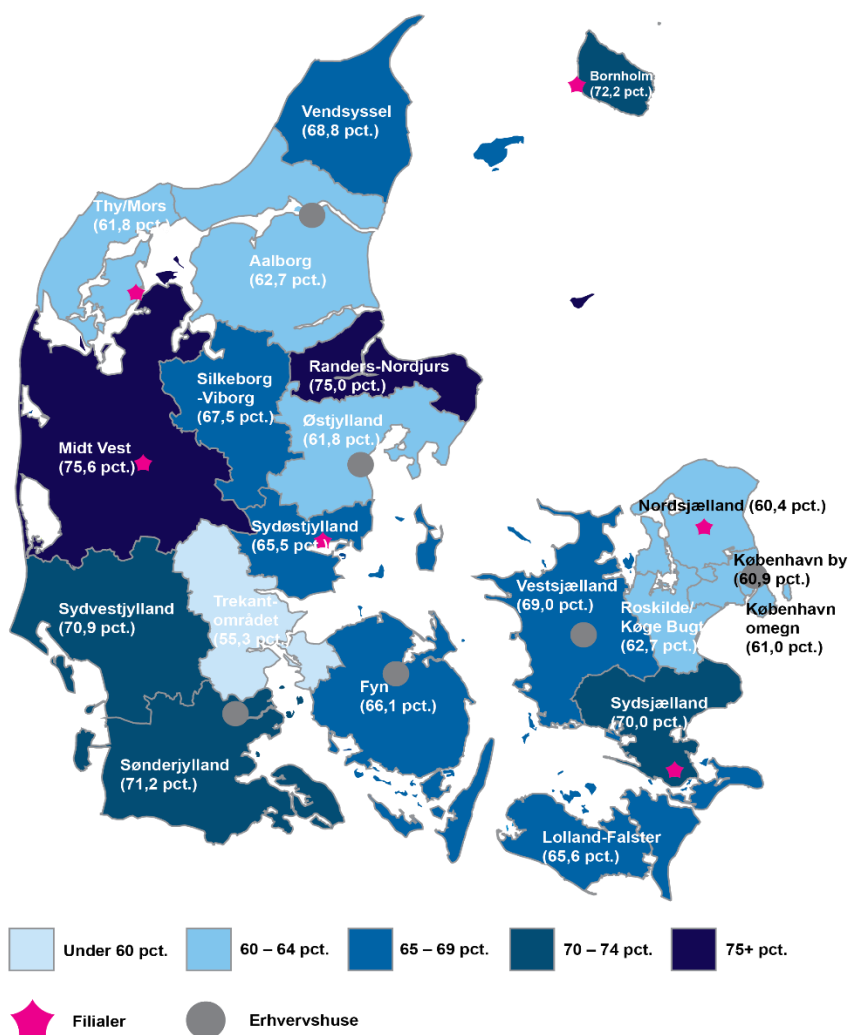 Bornholm
(72,2 pct.)
Vendsyssel
(68,8 pct.)
Thy/Mors
(61,8 pct.)
Aalborg
(62,7 pct.)
Randers-Nordjurs
(75,0 pct.)
Silkeborg
-Viborg
(67,5 pct.)
Østjylland
(61,8 pct.)
Midt Vest
(75,6 pct.)
Nordsjælland (60,4 pct.)
Sydøstjylland
(65,5 pct.)
København by
(60,9 pct.)
Vestsjælland
(69,0 pct.)
Trekant-
området
(55,3 pct.)
Sydvestjylland
(70,9 pct.)
Roskilde/
Køge Bugt
(62,7 pct.)
København
omegn
(61,0 pct.)
Fyn
(66,1 pct.)
Sydsjælland
(70,0 pct.)
Sønderjylland
(71,2 pct.)
Lolland-Falster
(65,6 pct.)
Under 60 pct.
60 – 64 pct.
65 – 69 pct.
70 – 74 pct.
75+ pct.
Filialer
Erhvervshuse